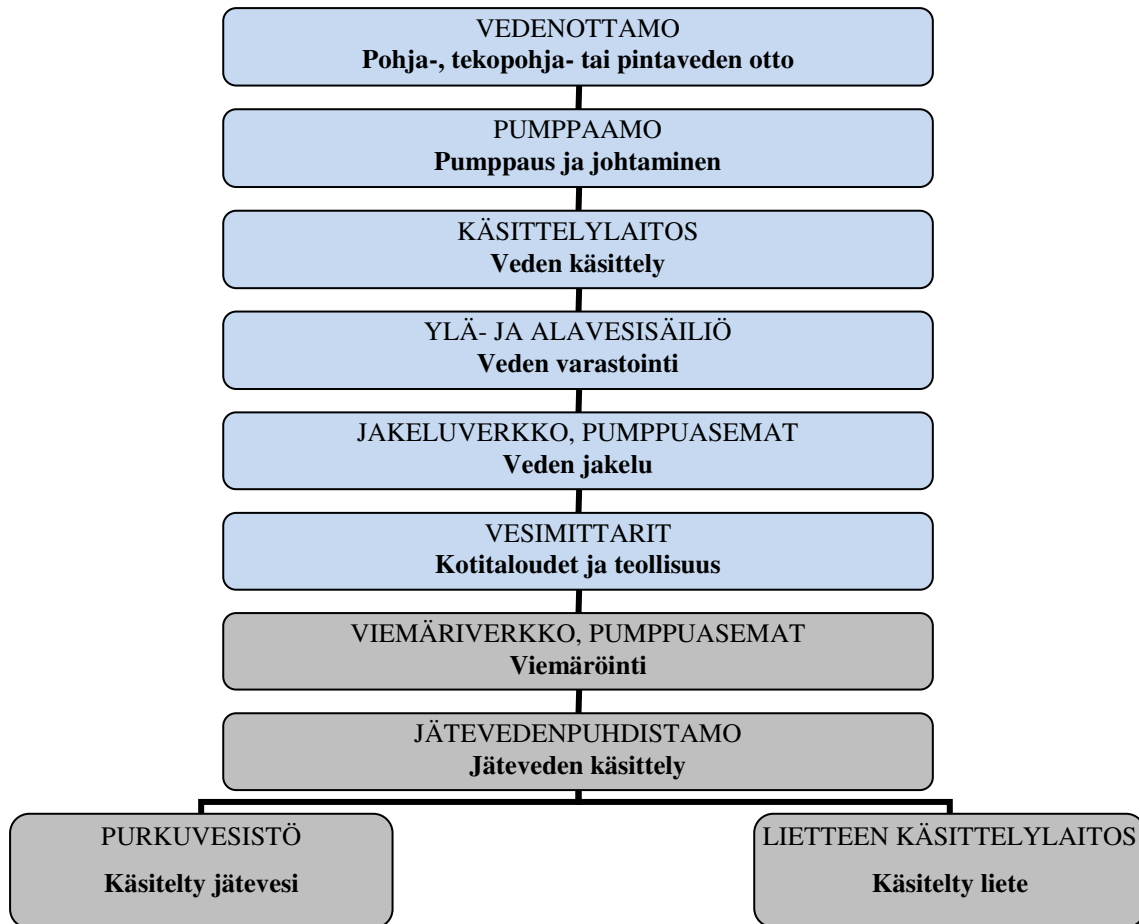 VEDENOTTAMO
Pohja-, tekopohja- tai pintaveden otto
PUMPPAAMO
Pumppaus ja johtaminen
KÄSITTELYLAITOS
Veden käsittely
YLÄ- JA ALAVESISÄILIÖ
Veden varastointi
JAKELUVERKKO, PUMPPUASEMAT
Veden jakelu
VESIMITTARIT
Kotitaloudet ja teollisuus
VIEMÄRIVERKKO, PUMPPUASEMAT
Viemäröinti
JÄTEVEDENPUHDISTAMO
Jäteveden käsittely
PURKUVESISTÖ
Käsitelty jätevesi
LIETTEEN KÄSITTELYLAITOS
Käsitelty liete